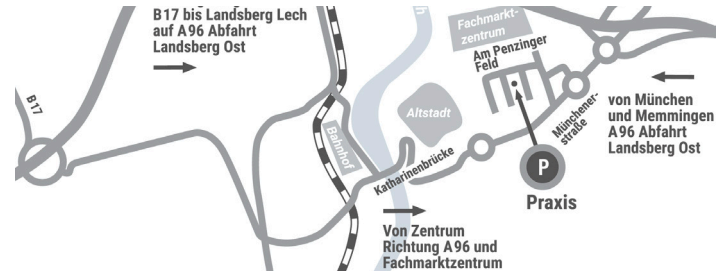 B17 bis Landsberg Lech
auf A96 Abfahrt
Landsberg Ost
B17
Bahnhof
Altstadt
Katharinenbrücke
Fachmarkt-
zentrum
Am Penzinger
Feld
Münchener-
straße
P
Praxis
von München
und Memmingen
A96 Abfahrt
Landsberg Ost
Von Zentrum
Richtung A96 und
Fachmarktzentrum